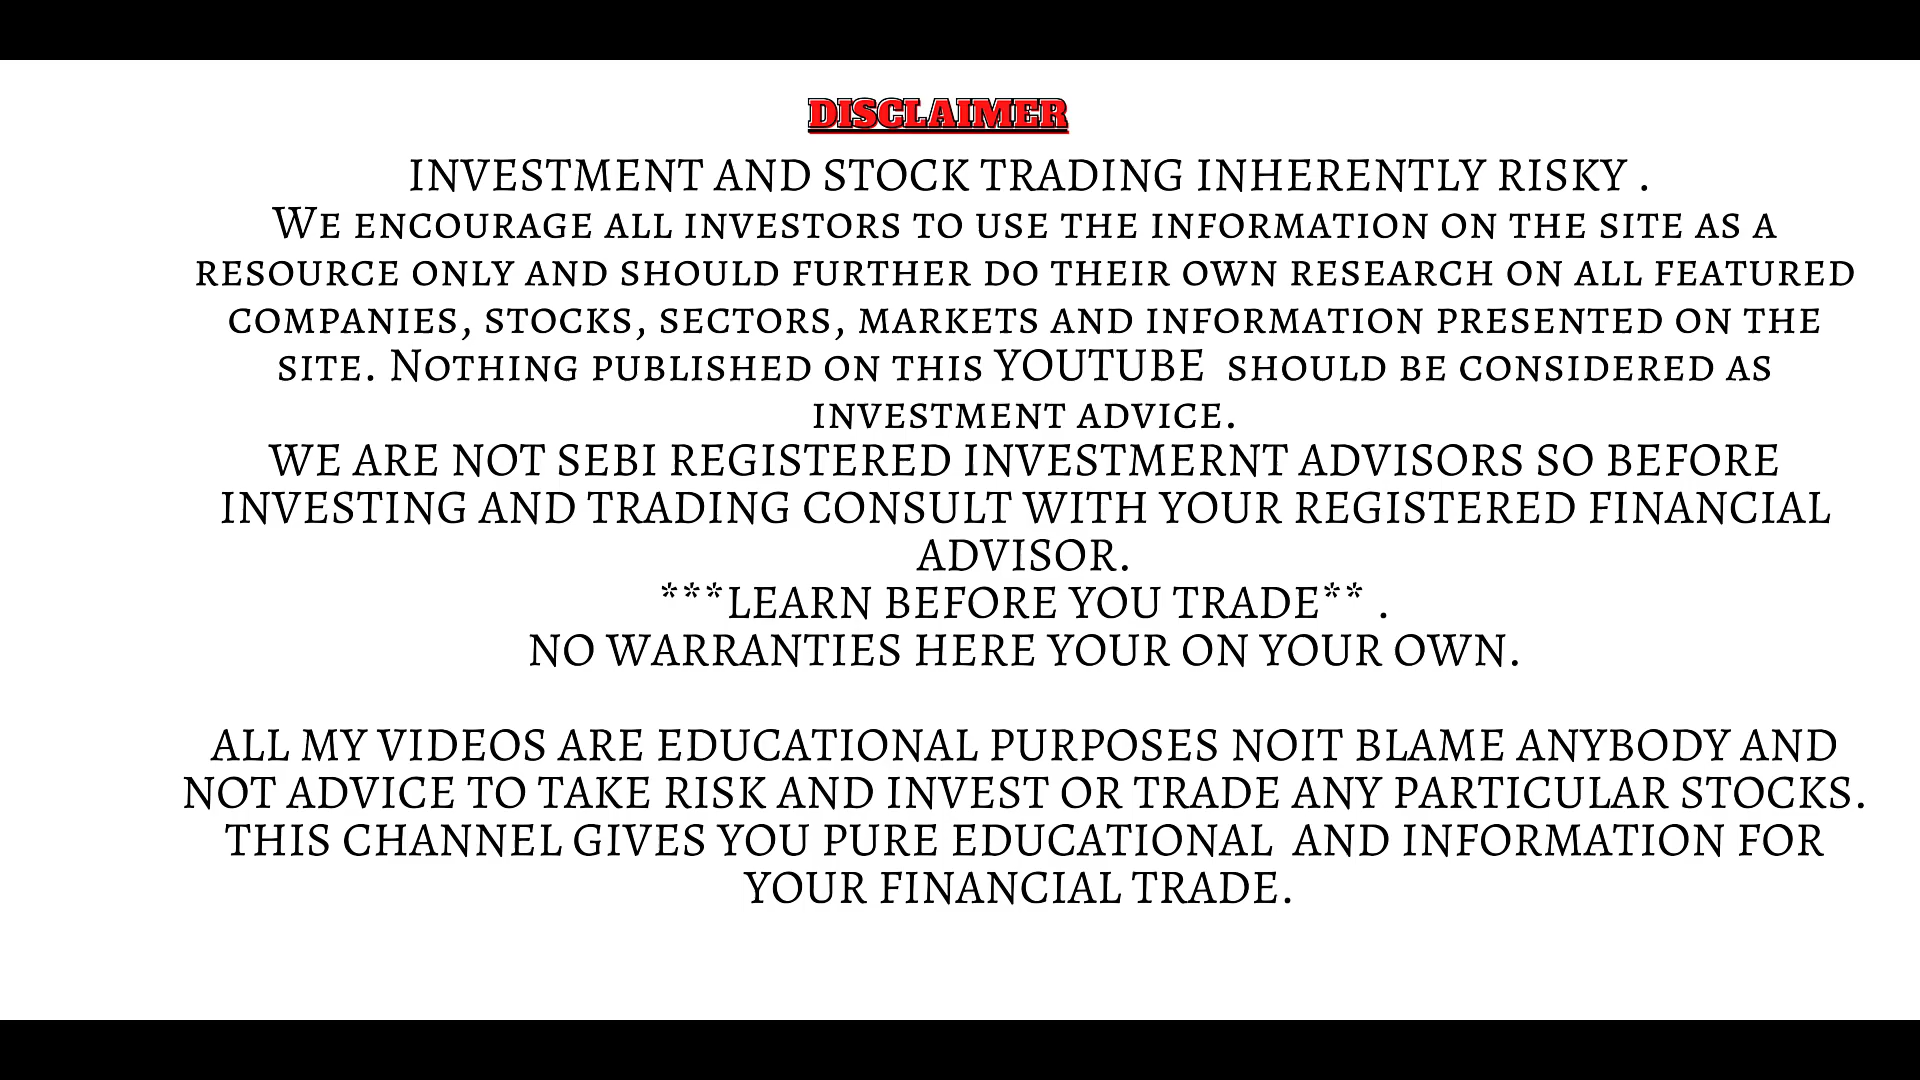 DISCLAIMER
INVESTMENT AND STOCK TRADING INHERENTLY RISKY .
We encourage all investors to use the information on the site as a
resource only and should further do their own research on all featured
companies, stocks, sectors, markets and information presented on the
site. Nothing published on this YOUTUBE should be considered as
investment advice.
WE ARE NOT SEBI REGISTERED INVESTMERNT ADVISORS SO BEFORE
INVESTING AND TRADING CONSULT WITH YOUR REGISTERED FINANCIAL
ADVISOR.
***LEARN BEFORE YOU TRADE** .
NO WARRANTIES HERE YOUR ON YOUR OWN.
ALL MY VIDEOS ARE EDUCATIONAL PURPOSES NOIT BLAME ANYBODY AND
NOT ADVICE TO TAKE RISK AND INVEST OR TRADE ANY PARTICULAR STOCKS.
THIS CHANNEL GIVES YOU PURE EDUCATIONAL AND INFORMATION FOR
YOUR FINANCIAL TRADE.